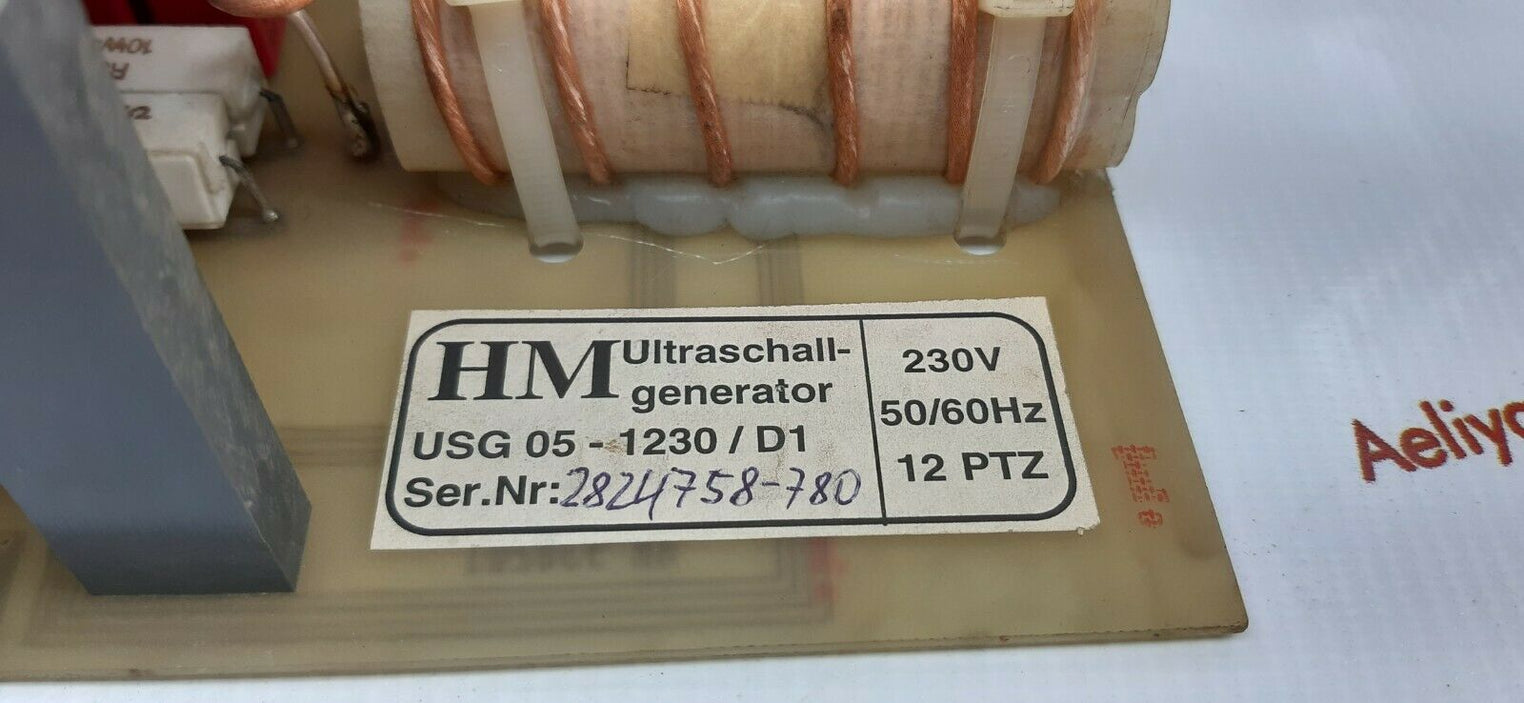 HM Ultraschall-
generator
USG 05 - 1230 / D1
Ser.Nr: 2824758-780
230V
50/60Hz
12 PTZ